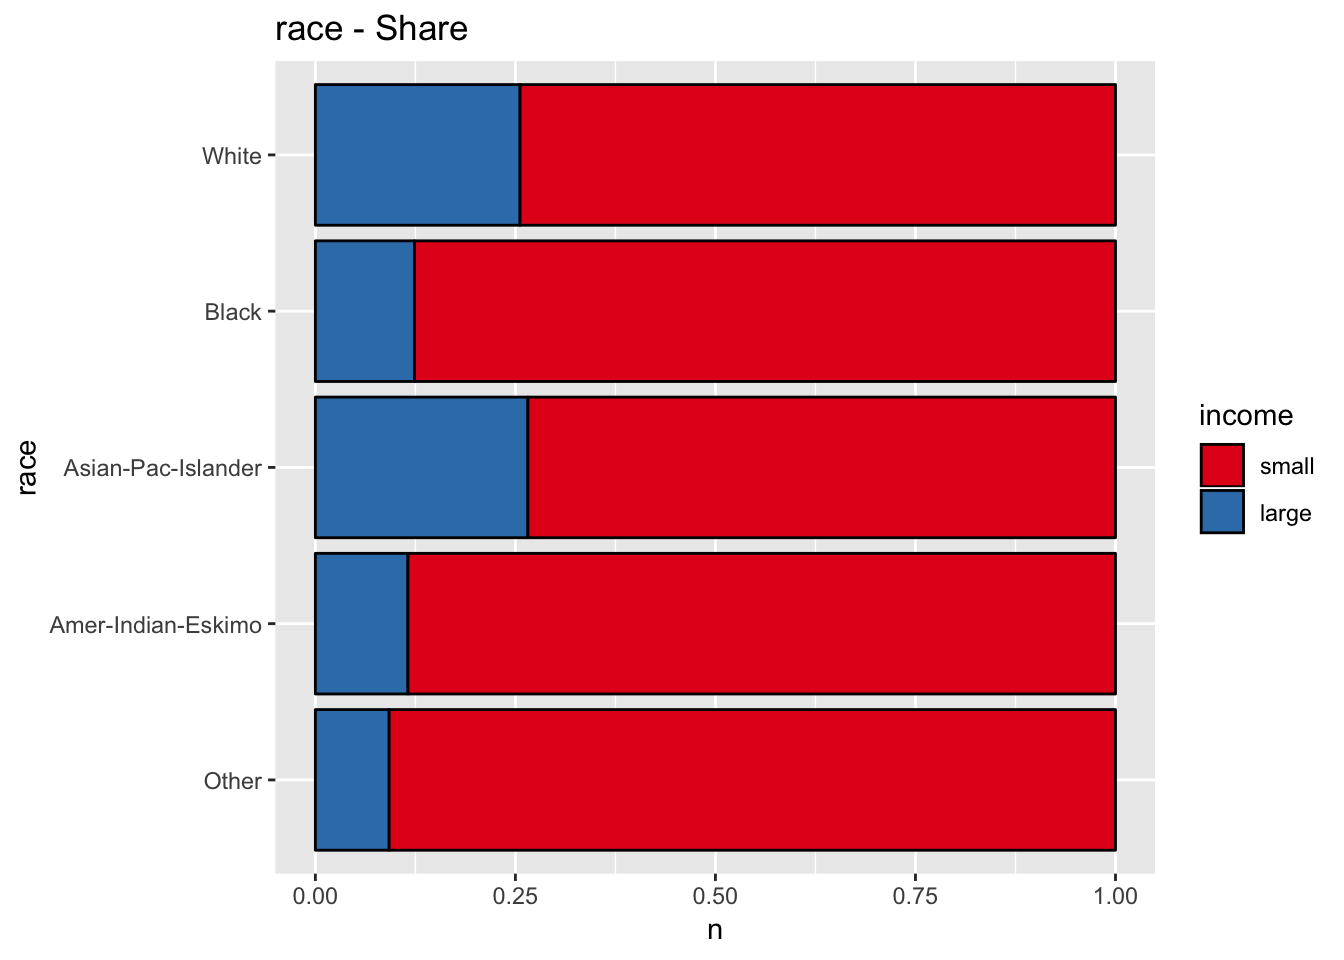 race - Share
White
Black
Asian-Pac-Islander
Amer-Indian-Eskimo
Other
race
0.00 0.25 0.50 0.75 1.00
n
income
small
large